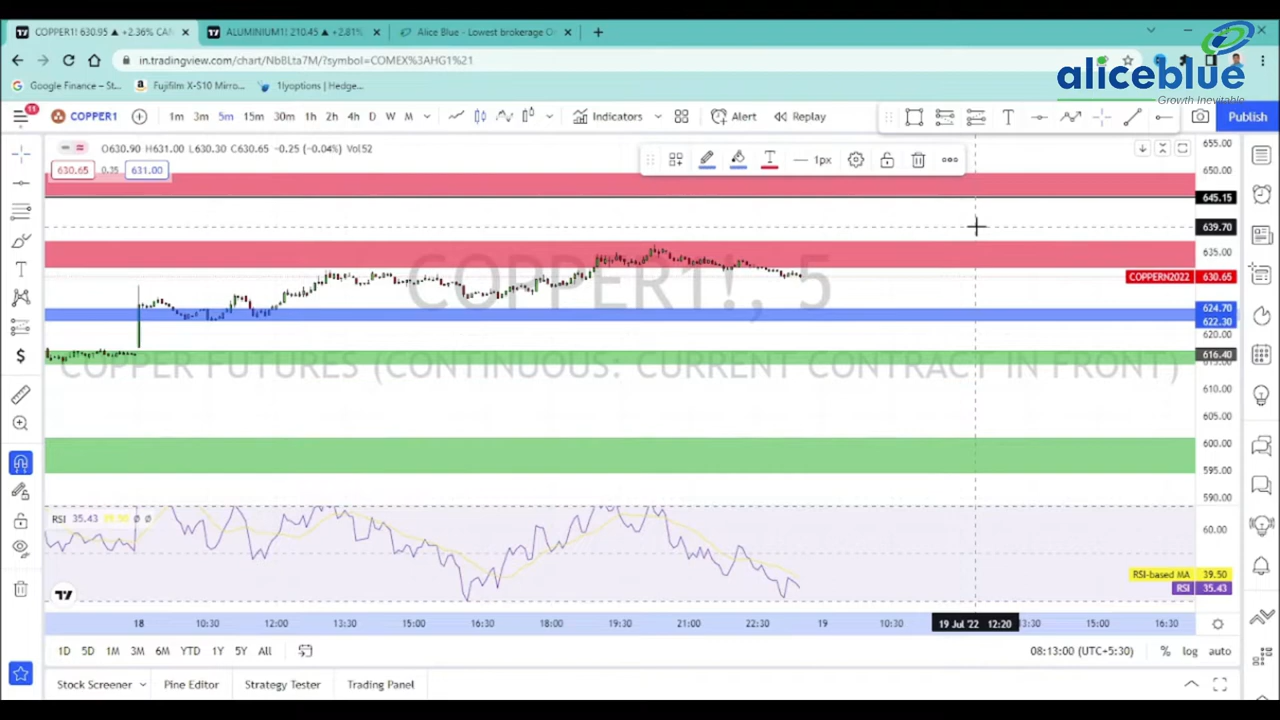 COPPER1! 630.95 ▲ +2.36% CAN
ALUMINIUM1! 210.45 ▲ +2.81%
Alice Blue - Lowest brokerage O
in.tradingview.com/chart/NbBLta7M/?symbol=COMEX%3AHG1%21
aliceblue
Growth Inevitable
Google Finance - St...
Fujifilm X-S10 Mirro...
1lyoptions | Hedge...
11
COPPER1 1m 3m 5m 15m 30m 1h 2h 4h D W M Indicators Alert Replay T Publish
O630.90 H631.00 L630.30 C630.65 -0.25 (-0.04%) Vol52
630.65 0.35 631.00
T 1px
655.00
650.00
645.15
639.70
635.00
COPPER1!, 5
COPPERN2022 630.65
624.70
622.30
620.00
616.40
COPPER FUTURES (CONTINUOUS: CURRENT CONTRACT IN FRONT)
610.00
605.00
600.00
595.00
590.00
RSI 35.43 39.50 Ø Ø
60.00
RSI-based MA 39.50
RSI 35.43
18 10:30 12:00 13:30 15:00 16:30 18:00 19:30 21:00 22:30 19 10:30 19 Jul '22 12:20 13:30 15:00 16:30
1D 5D 1M 3M 6M YTD 1Y 5Y All 08:13:00 (UTC+5:30) % log auto
Stock Screener Pine Editor Strategy Tester Trading Panel